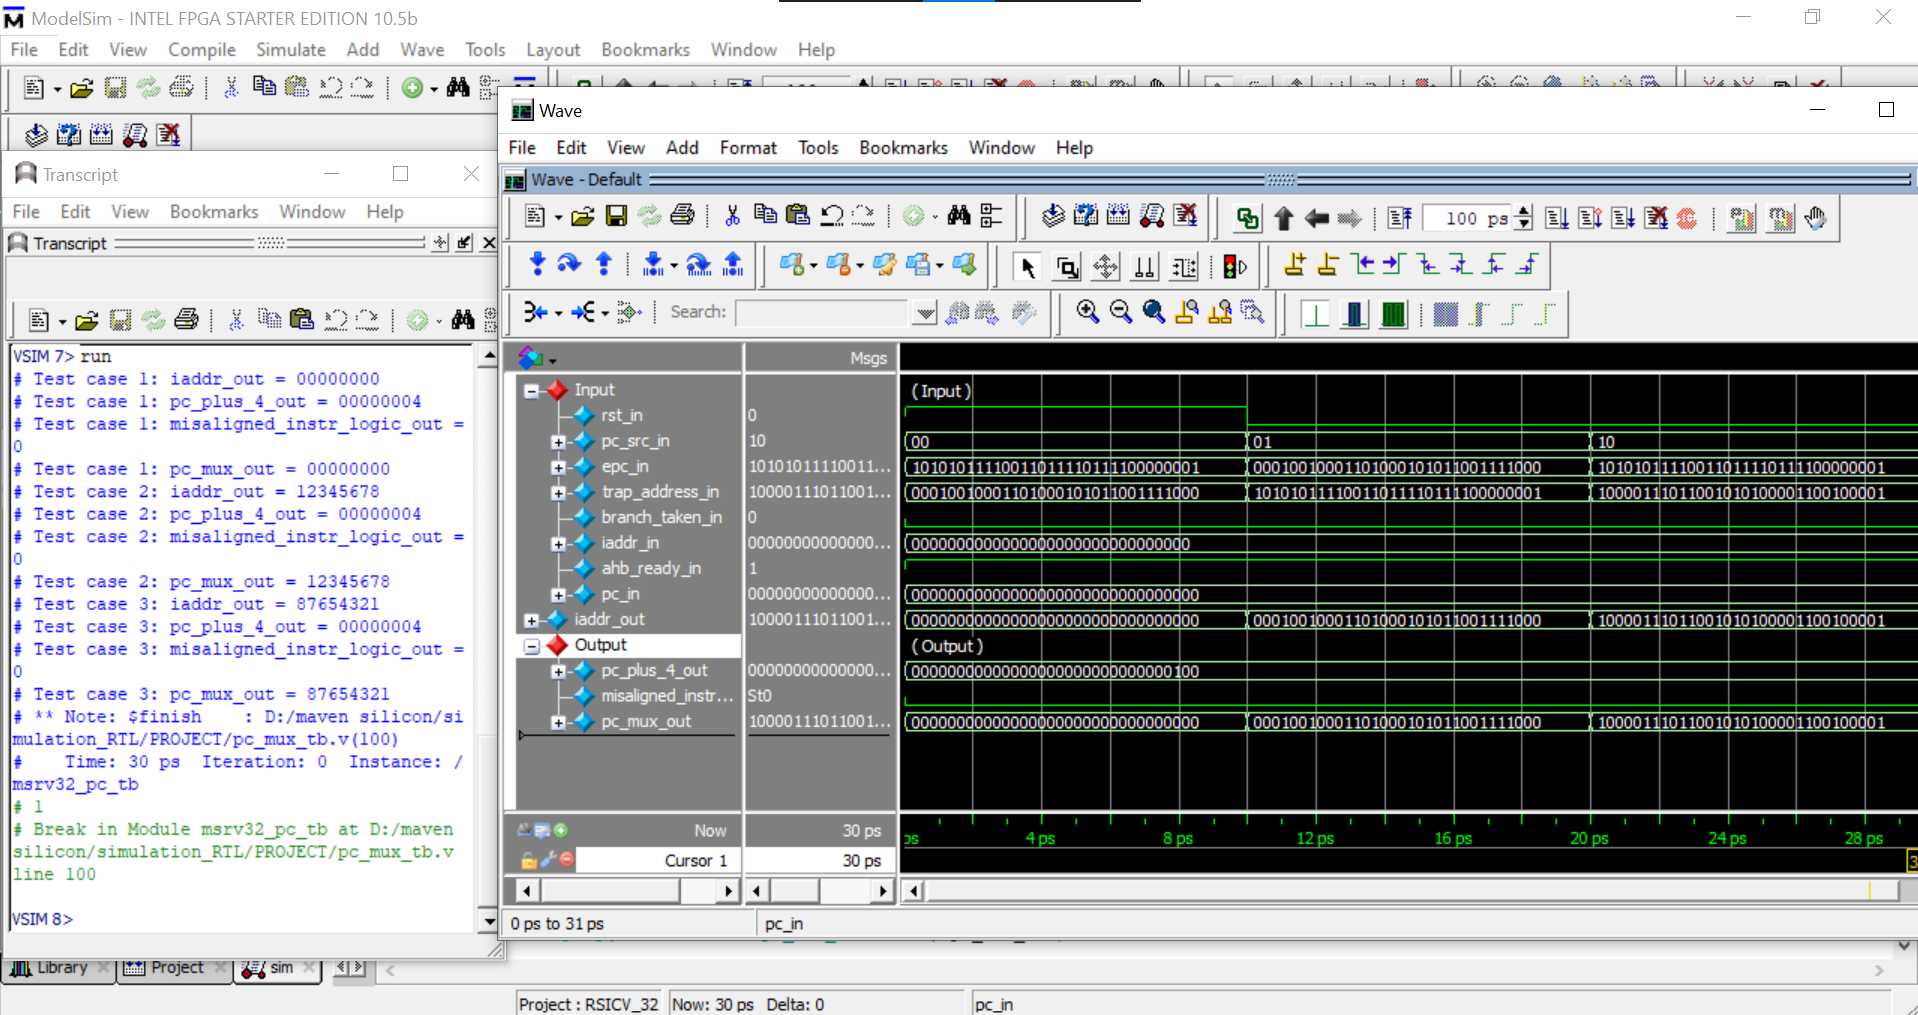 ModelSim - INTEL FPGA STARTER EDITION 10.5b
File Edit View Compile Simulate Add Wave Tools Layout Bookmarks Window Help
Transcript
File Edit View Bookmarks Window Help
Transcript
VSIM 7> run
# Test case 1: iaddr_out = 00000000
# Test case 1: pc_plus_4_out = 00000004
# Test case 1: misaligned_instr_logic_out =
0
# Test case 1: pc_mux_out = 00000000
# Test case 2: iaddr_out = 12345678
# Test case 2: pc_plus_4_out = 00000004
# Test case 2: misaligned_instr_logic_out =
0
# Test case 2: pc_mux_out = 12345678
# Test case 3: iaddr_out = 87654321
# Test case 3: pc_plus_4_out = 00000004
# Test case 3: misaligned_instr_logic_out =
0
# Test case 3: pc_mux_out = 87654321
# ** Note: $finish    : D:/maven silicon/si
mulation_RTL/PROJECT/pc_mux_tb.v(100)
#    Time: 30 ps  Iteration: 0  Instance: /
msrv32_pc_tb
# 1
# Break in Module msrv32_pc_tb at D:/maven
silicon/simulation_RTL/PROJECT/pc_mux_tb.v
line 100
VSIM 8>
Library Project sim
Wave
File Edit View Add Format Tools Bookmarks Window Help
Wave - Default
100 ps
Search:
Msgs
Input (Input)
rst_in 0
pc_src_in 10 00 01 10
epc_in 10101011110011... 10101011110011011110111100000001 00010010001101000101011001111000 10101011110011011110111100000001
trap_address_in 10000111011001... 00010010001101000101011001111000 10101011110011011110111100000001 10000111011001010100001100100001
branch_taken_in 0
iaddr_in 00000000000000... 0000000000000000000000000000000
ahb_ready_in 1
pc_in 00000000000000... 00000000000000000000000000000000
iaddr_out 10000111011001... 00000000000000000000000000000000 00010010001101000101011001111000 10000111011001010100001100100001
Output (Output)
pc_plus_4_out 00000000000000... 00000000000000000000000000000100
misaligned_instr... St0
pc_mux_out 10000111011001... 00000000000000000000000000000000 00010010001101000101011001111000 10000111011001010100001100100001
Now 30 ps ps 4 ps 8 ps 12 ps 16 ps 20 ps 24 ps 28 ps
Cursor 1 30 ps 3
0 ps to 31 ps pc_in
Project : RSICV_32 Now: 30 ps Delta: 0 pc_in